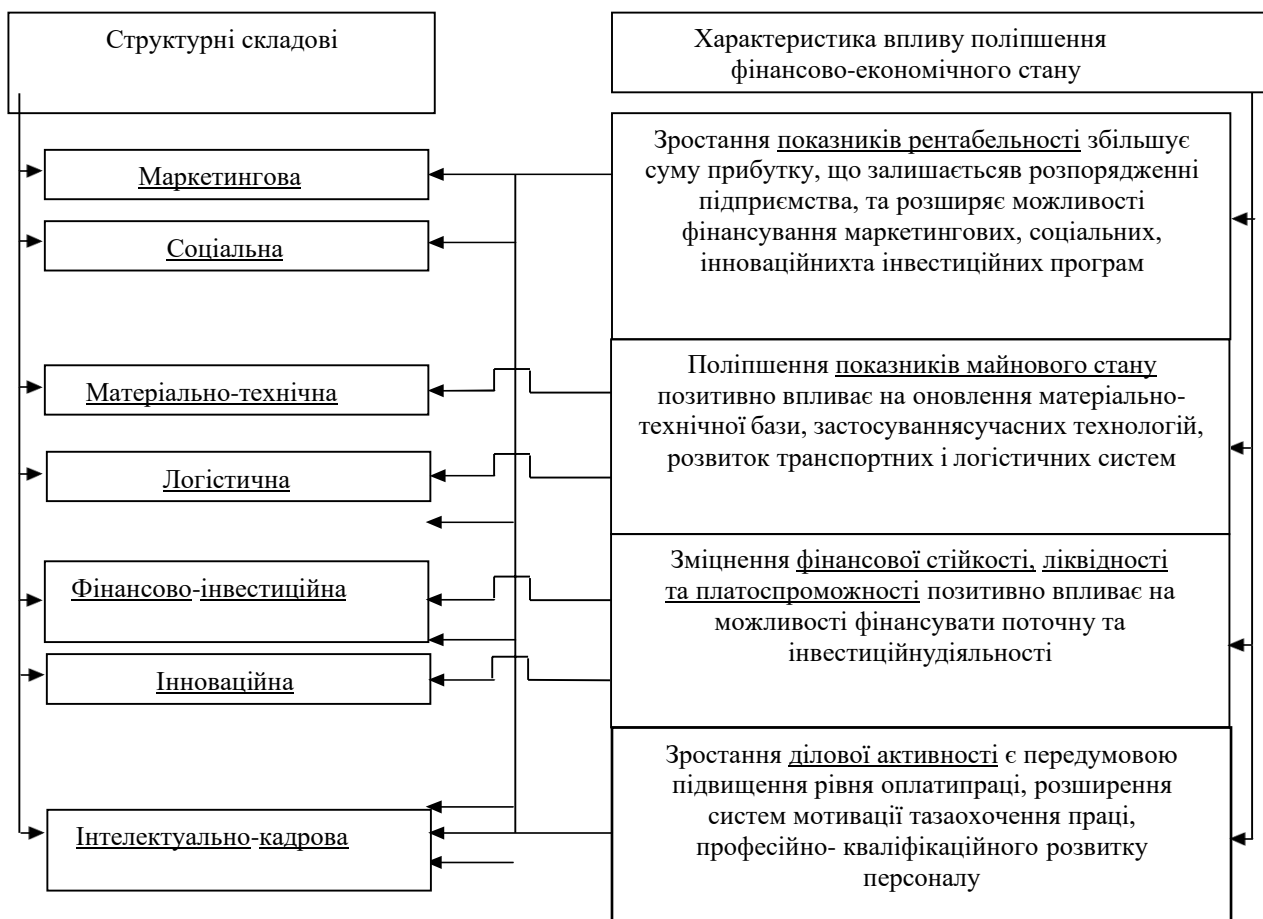 Структурні складові
Характеристика впливу поліпшення
фінансово-економічного стану
Маркетингова
Соціальна
Матеріально-технічна
Логістична
Фінансово-інвестиційна
Інноваційна
Інтелектуально-кадрова
Зростання показників рентабельності збільшує
суму прибутку, що залишаєтьсяв розпорядженні
підприємства, та розширяє можливості
фінансування маркетингових, соціальних,
інноваційнихта інвестиційних програм
Поліпшення показників майнового стану
позитивно впливає на оновлення матеріально-
технічної бази, застосуваннясучасних технологій,
розвиток транспортних і логістичних систем
Зміцнення фінансової стійкості, ліквідності
та платоспроможності позитивно впливає на
можливості фінансувати поточну та
інвестиційнудіяльності
Зростання ділової активності є передумовою
підвищення рівня оплатипраці, розширення
систем мотивації тазаохочення праці,
професійно- кваліфікаційного розвитку
персоналу